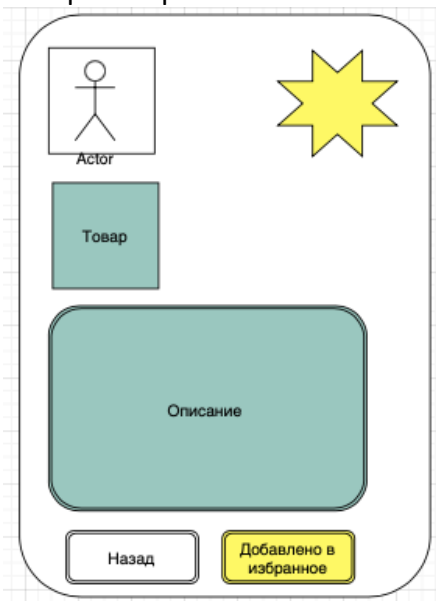 Actor
Товар
Описание
Назад
Добавлено в
избранное